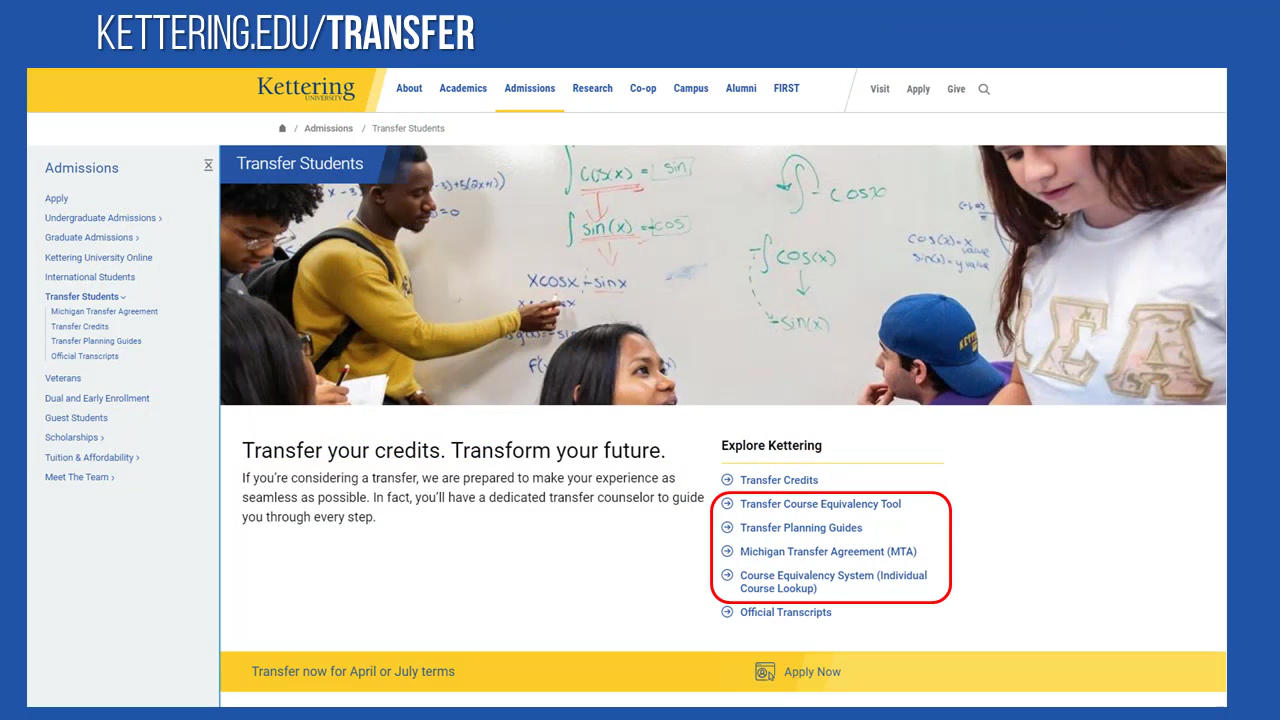 KETTERING.EDU/TRANSFER
Kettering
UNIVERSITY
About Academics Admissions Research Co-op Campus Alumni FIRST
Visit Apply Give
/ Admissions / Transfer Students
Admissions
Apply
Undergraduate Admissions ›
Graduate Admissions ›
Kettering University Online
International Students
Transfer Students
Michigan Transfer Agreement
Transfer Credits
Transfer Planning Guides
Official Transcripts
Veterans
Dual and Early Enrollment
Guest Students
Scholarships ›
Tuition & Affordability ›
Meet The Team ›
Transfer Students
∫ cos(x) = sin
∫ sin(x) = -cos
xcosx - sinx
∫ - cosx
-∫ cos(x)
-sin(x)
cos(x)=x value
sin(x)=y value
ΑΞΑ
Transfer your credits. Transform your future.
If you're considering a transfer, we are prepared to make your experience as
seamless as possible. In fact, you'll have a dedicated transfer counselor to guide
you through every step.
Explore Kettering
Transfer Credits
Transfer Course Equivalency Tool
Transfer Planning Guides
Michigan Transfer Agreement (MTA)
Course Equivalency System (Individual
Course Lookup)
Official Transcripts
Transfer now for April or July terms
Apply Now